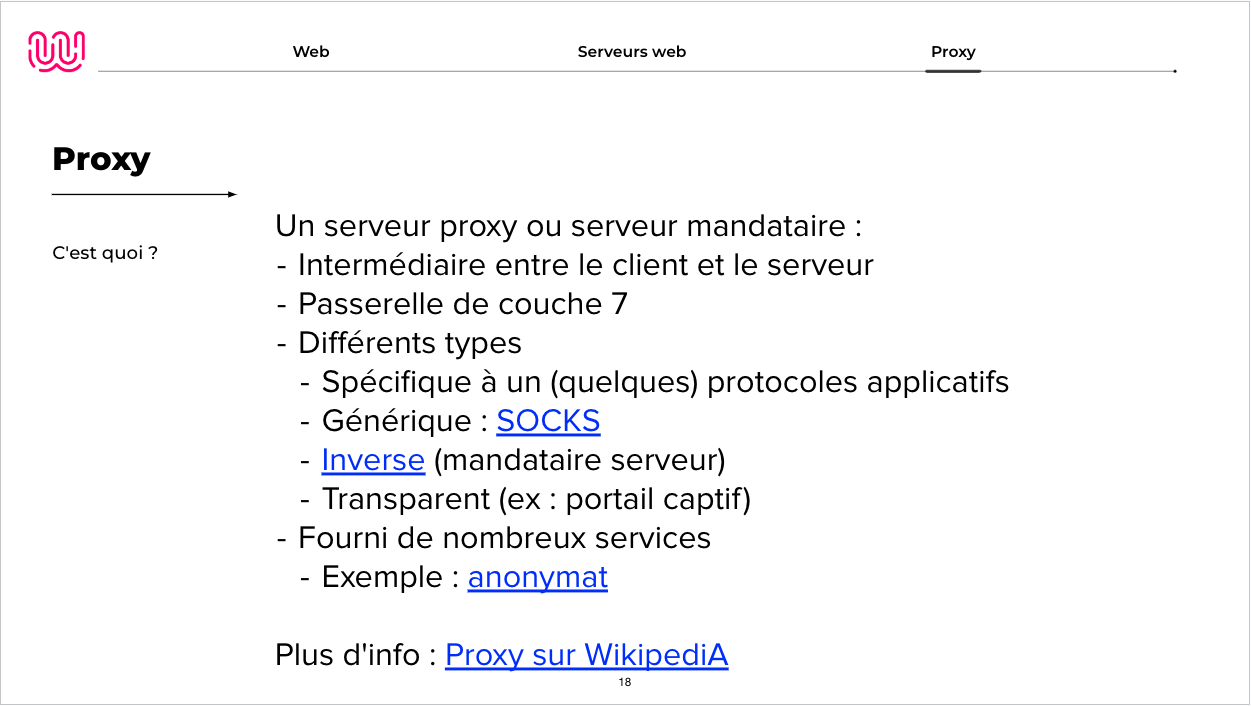 Web
Serveurs web
Proxy
Proxy
C'est quoi ?
Un serveur proxy ou serveur mandataire :
- Intermédiaire entre le client et le serveur
- Passerelle de couche 7
- Différents types
- Spécifique à un (quelques) protocoles applicatifs
- Générique : SOCKS
- Inverse (mandataire serveur)
- Transparent (ex : portail captif)
- Fourni de nombreux services
- Exemple : anonymat
Plus d'info : Proxy sur WikipediA
18